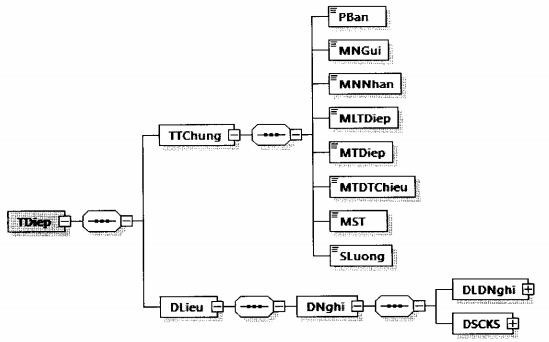 PBan
MNGui
MNNhan
MLTDiep
TTChung
MTDiep
MTDTChieu
MST
TDiep
SLuong
DLDNghi
DLieu
DNghi
DSCKS